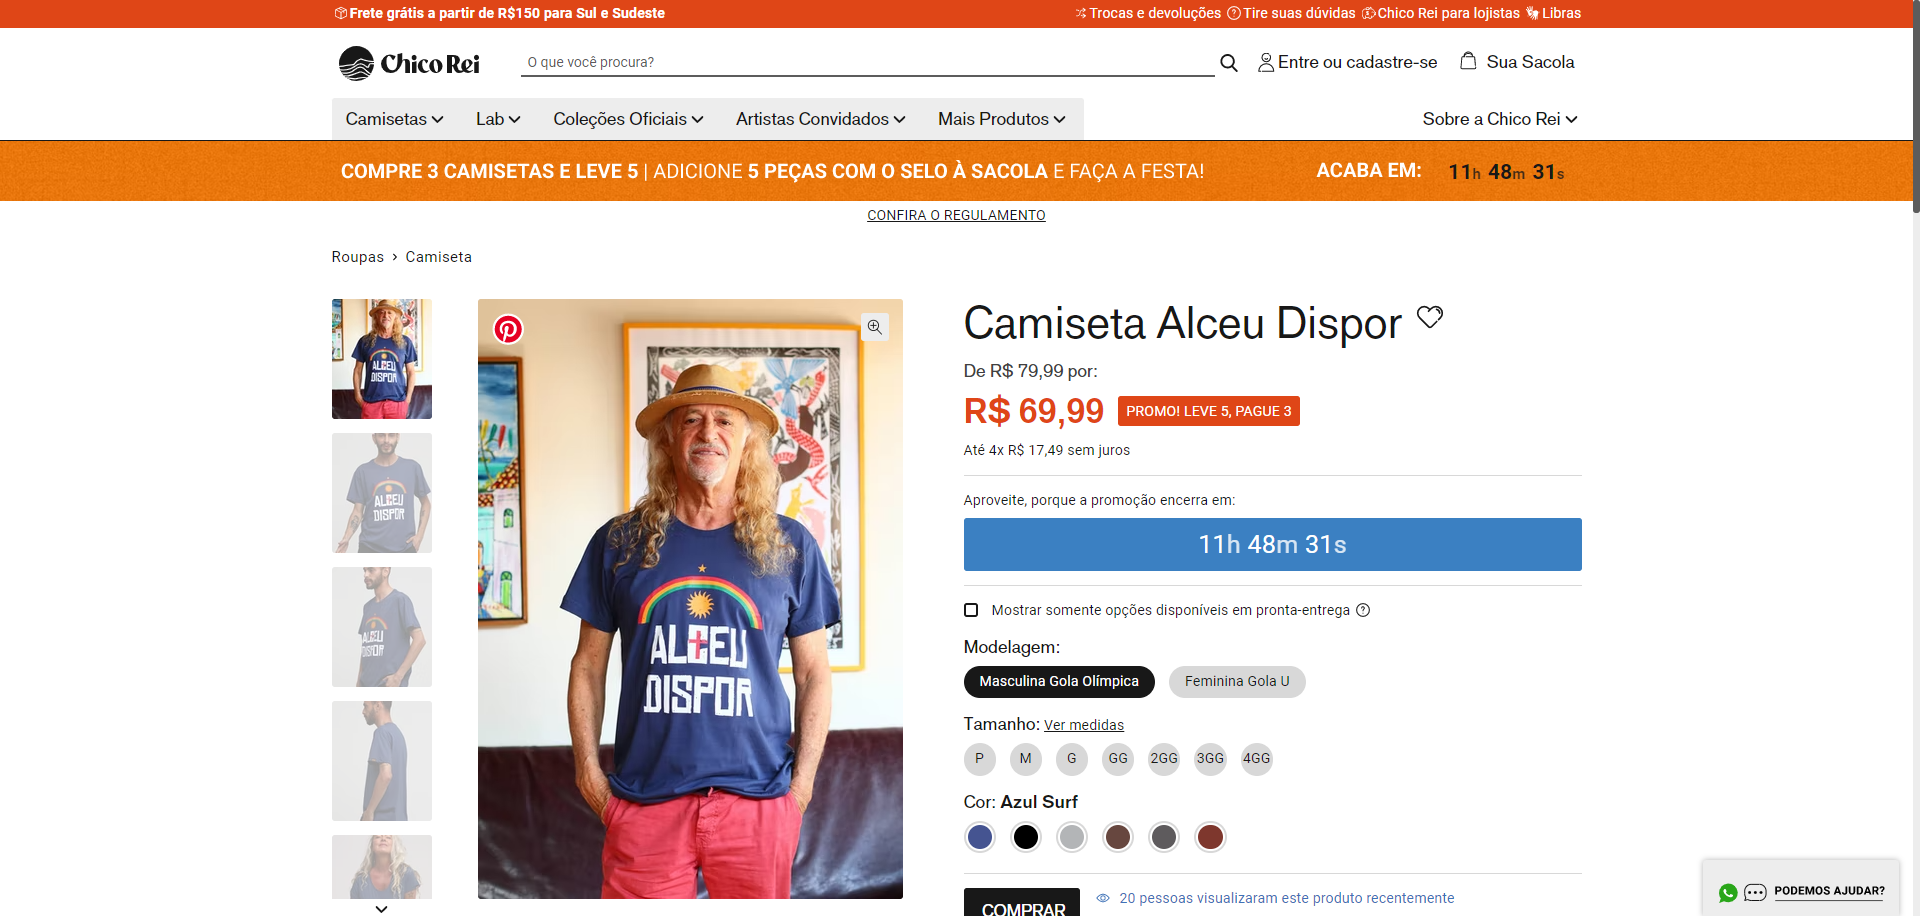 Frete grátis a partir de R$150 para Sul e Sudeste
Trocas e devoluções Tire suas dúvidas Chico Rei para lojistas Libras
Chico Rei
O que você procura?
Entre ou cadastre-se
Sua Sacola
Camisetas Lab Coleções Oficiais Artistas Convidados Mais Produtos
Sobre a Chico Rei
COMPRE 3 CAMISETAS E LEVE 5 | ADICIONE 5 PEÇAS COM O SELO À SACOLA E FAÇA A FESTA!
ACABA EM: 11h 48m 31s
CONFIRA O REGULAMENTO
Roupas › Camiseta
ALCEU
DISPOR
ALCEU
DISPOR
ALCEU
DISPOR
ALCEU
DISPOR
Camiseta Alceu Dispor
De R$ 79,99 por:
R$ 69,99 PROMO! LEVE 5, PAGUE 3
Até 4x R$ 17,49 sem juros
Aproveite, porque a promoção encerra em:
11h 48m 31s
Mostrar somente opções disponíveis em pronta-entrega
Modelagem:
Masculina Gola Olímpica Feminina Gola U
Tamanho: Ver medidas
P M G GG 2GG 3GG 4GG
Cor: Azul Surf
COMPRAR
20 pessoas visualizaram este produto recentemente
PODEMOS AJUDAR?